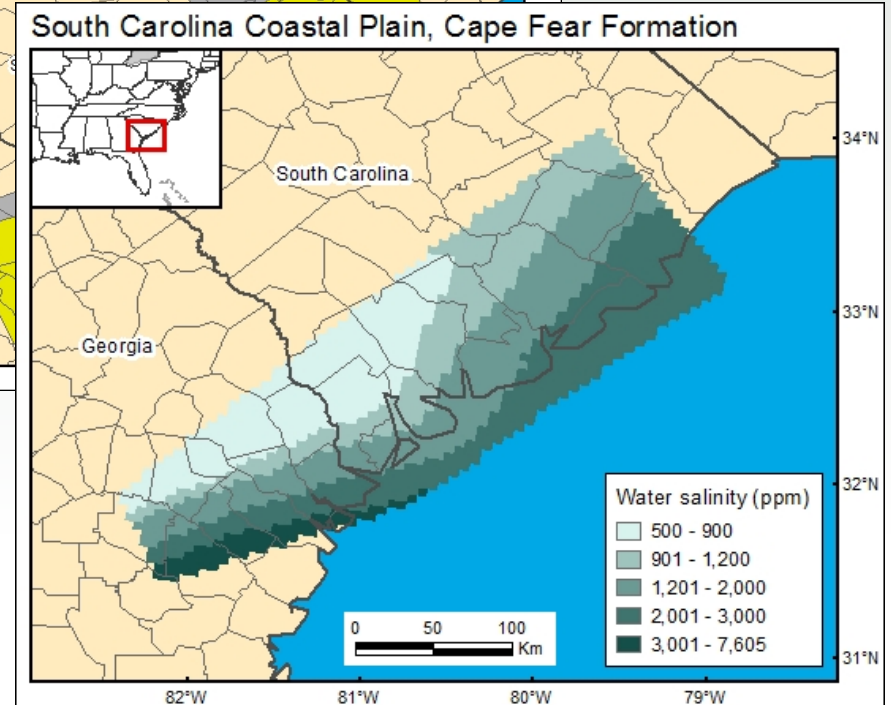 South Carolina Coastal Plain, Cape Fear Formation
South Carolina
Georgia
34°N
33°N
32°N
31°N
Water salinity (ppm)
500 - 900
901 - 1,200
1,201 - 2,000
2,001 - 3,000
3,001 - 7,605
0 50 100
Km
82°W 81°W 80°W 79°W